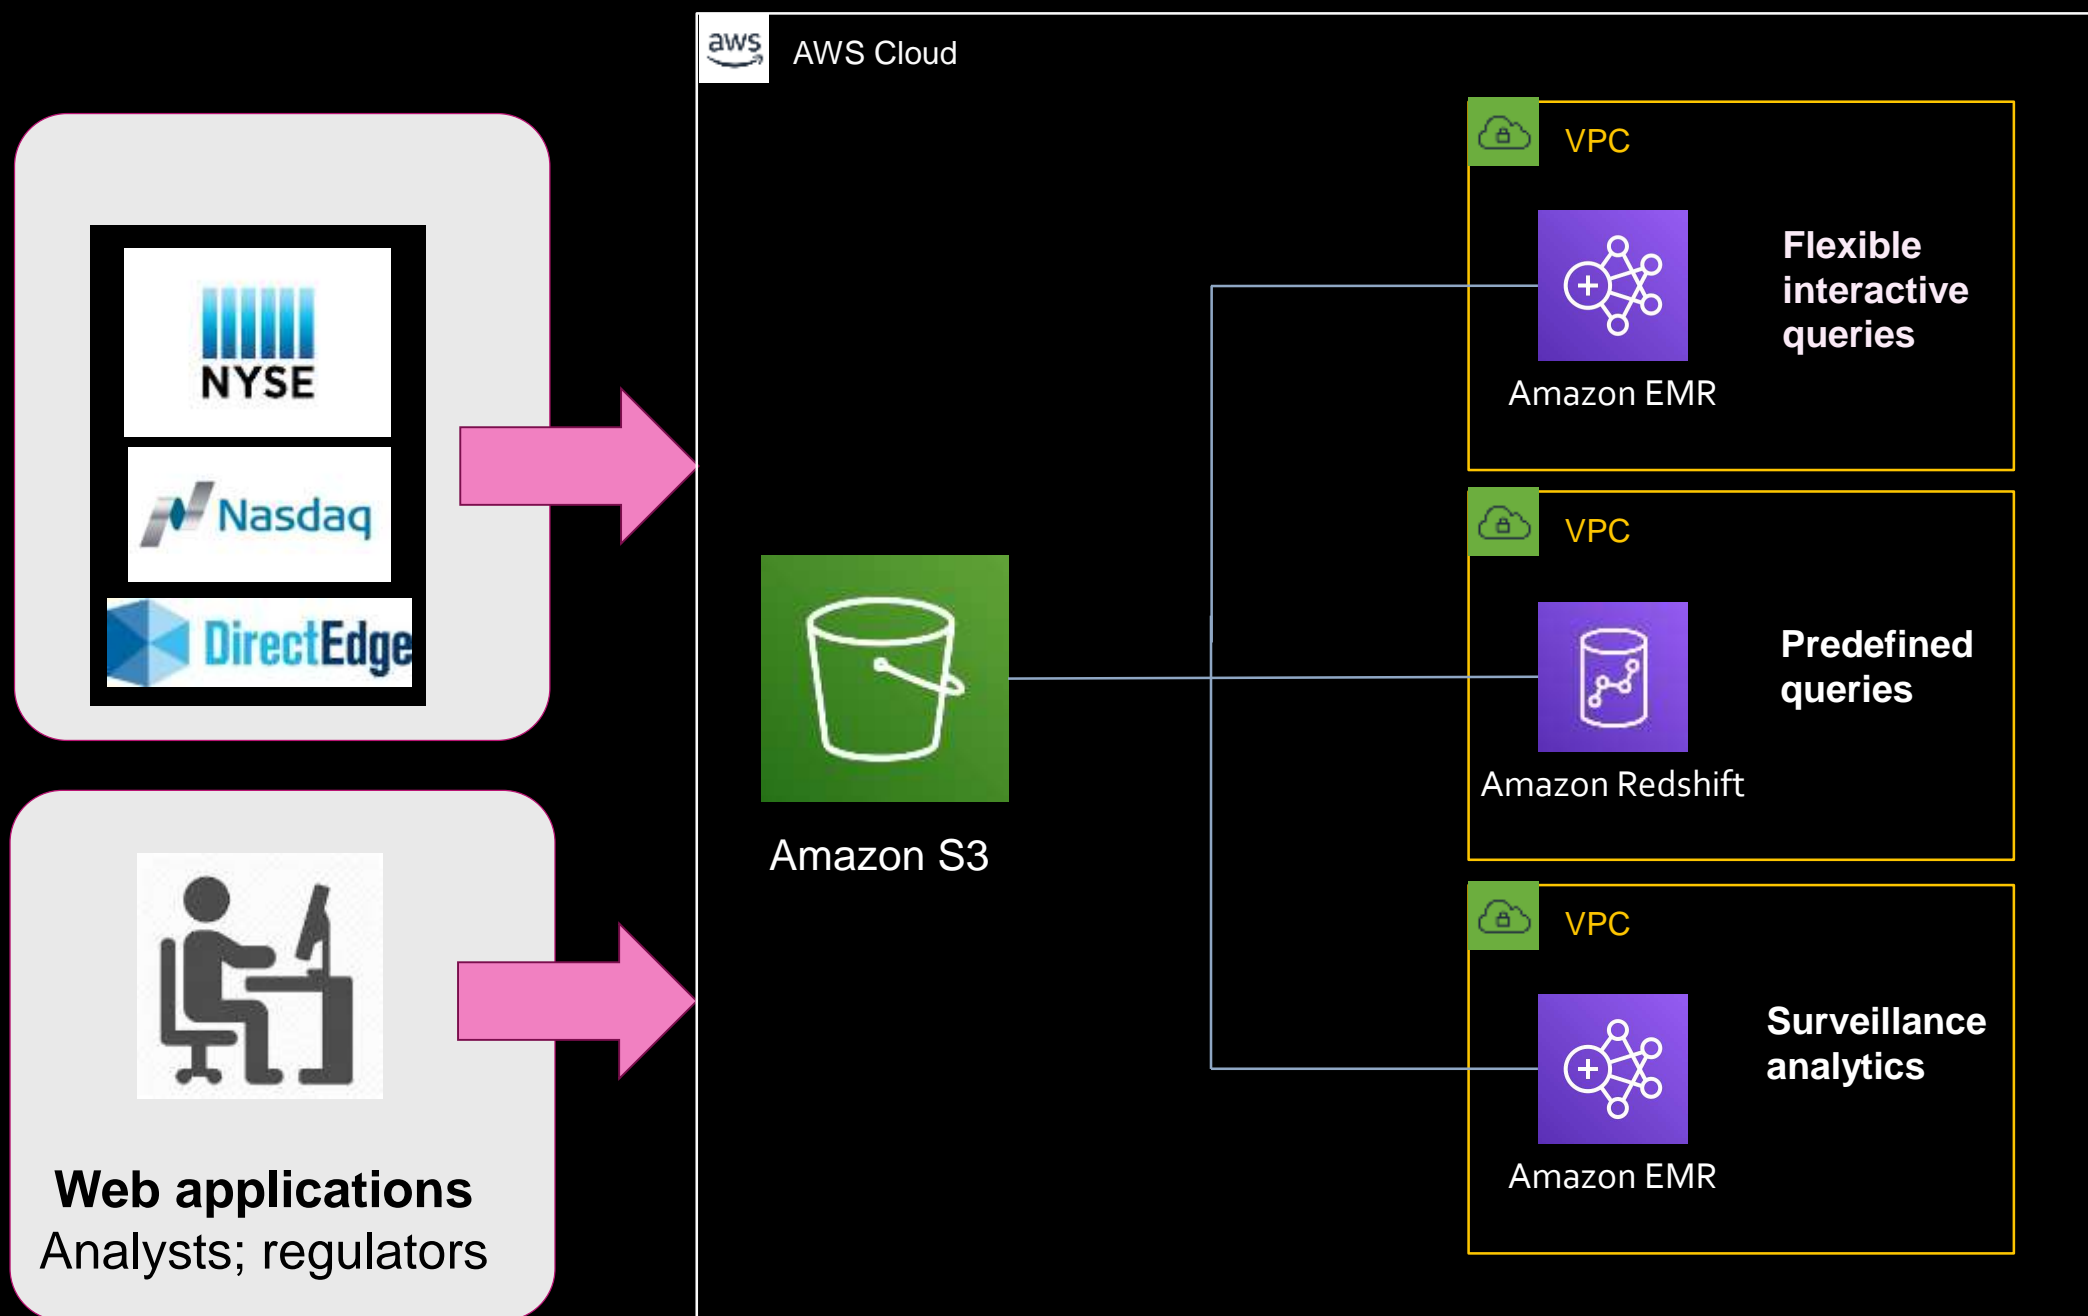 aws
AWS Cloud
NYSE
Nasdaq
DirectEdge
Web applications
Analysts; regulators
Amazon S3
VPC
Flexible
interactive
queries
Amazon EMR
VPC
Predefined
queries
Amazon Redshift
VPC
Surveillance
analytics
Amazon EMR